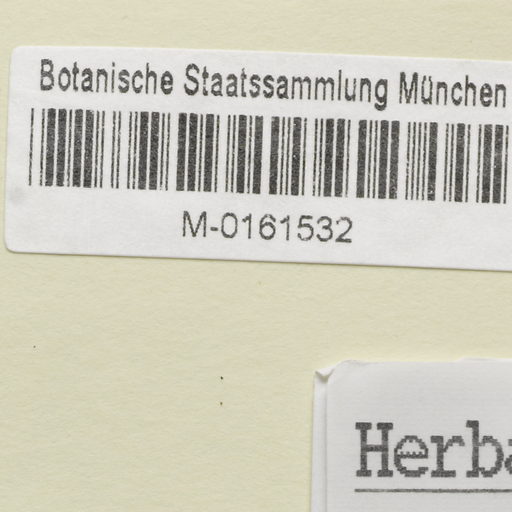 Botanische Staatssammlung München
M-0161532
Herba